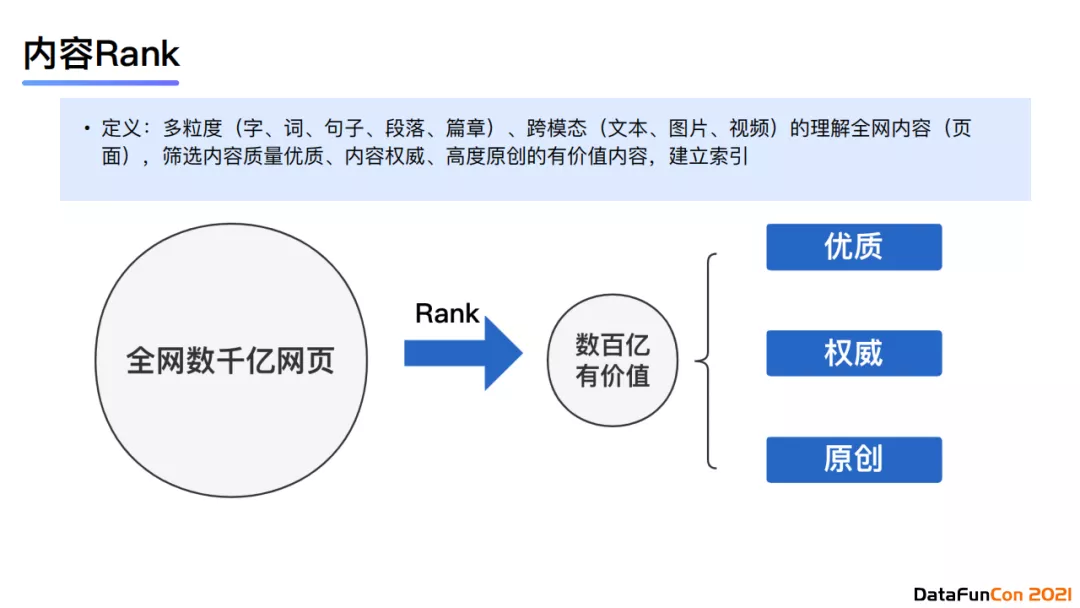 内容Rank
• 定义：多粒度（字、词、句子、段落、篇章）、跨模态（文本、图片、视频）的理解全网内容（页
面），筛选内容质量优质、内容权威、高度原创的有价值内容，建立索引
全网数千亿网页
Rank
数百亿
有价值
优质
权威
原创
DataFunCon 2021